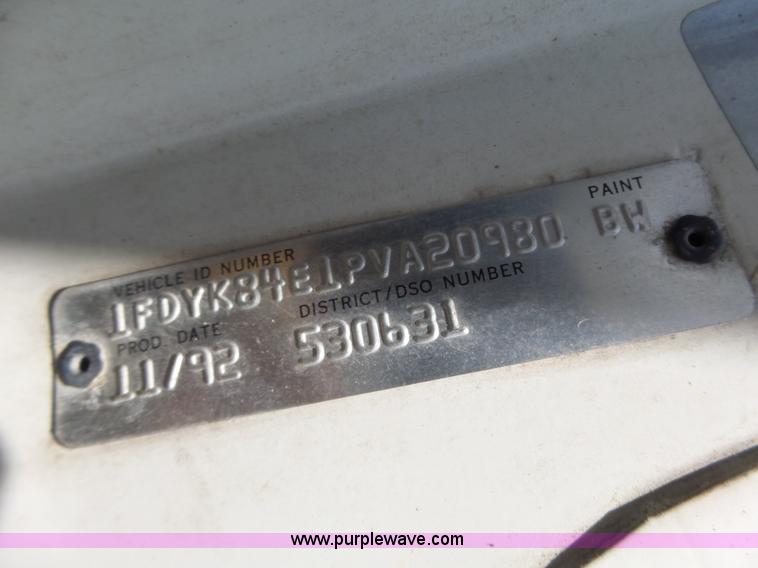 PAINT
VEHICLE ID NUMBER
1FDYK84E1PVA20980 BW
PROD. DATE DISTRICT/DSO NUMBER
11/92 530631
www.purplewave.com